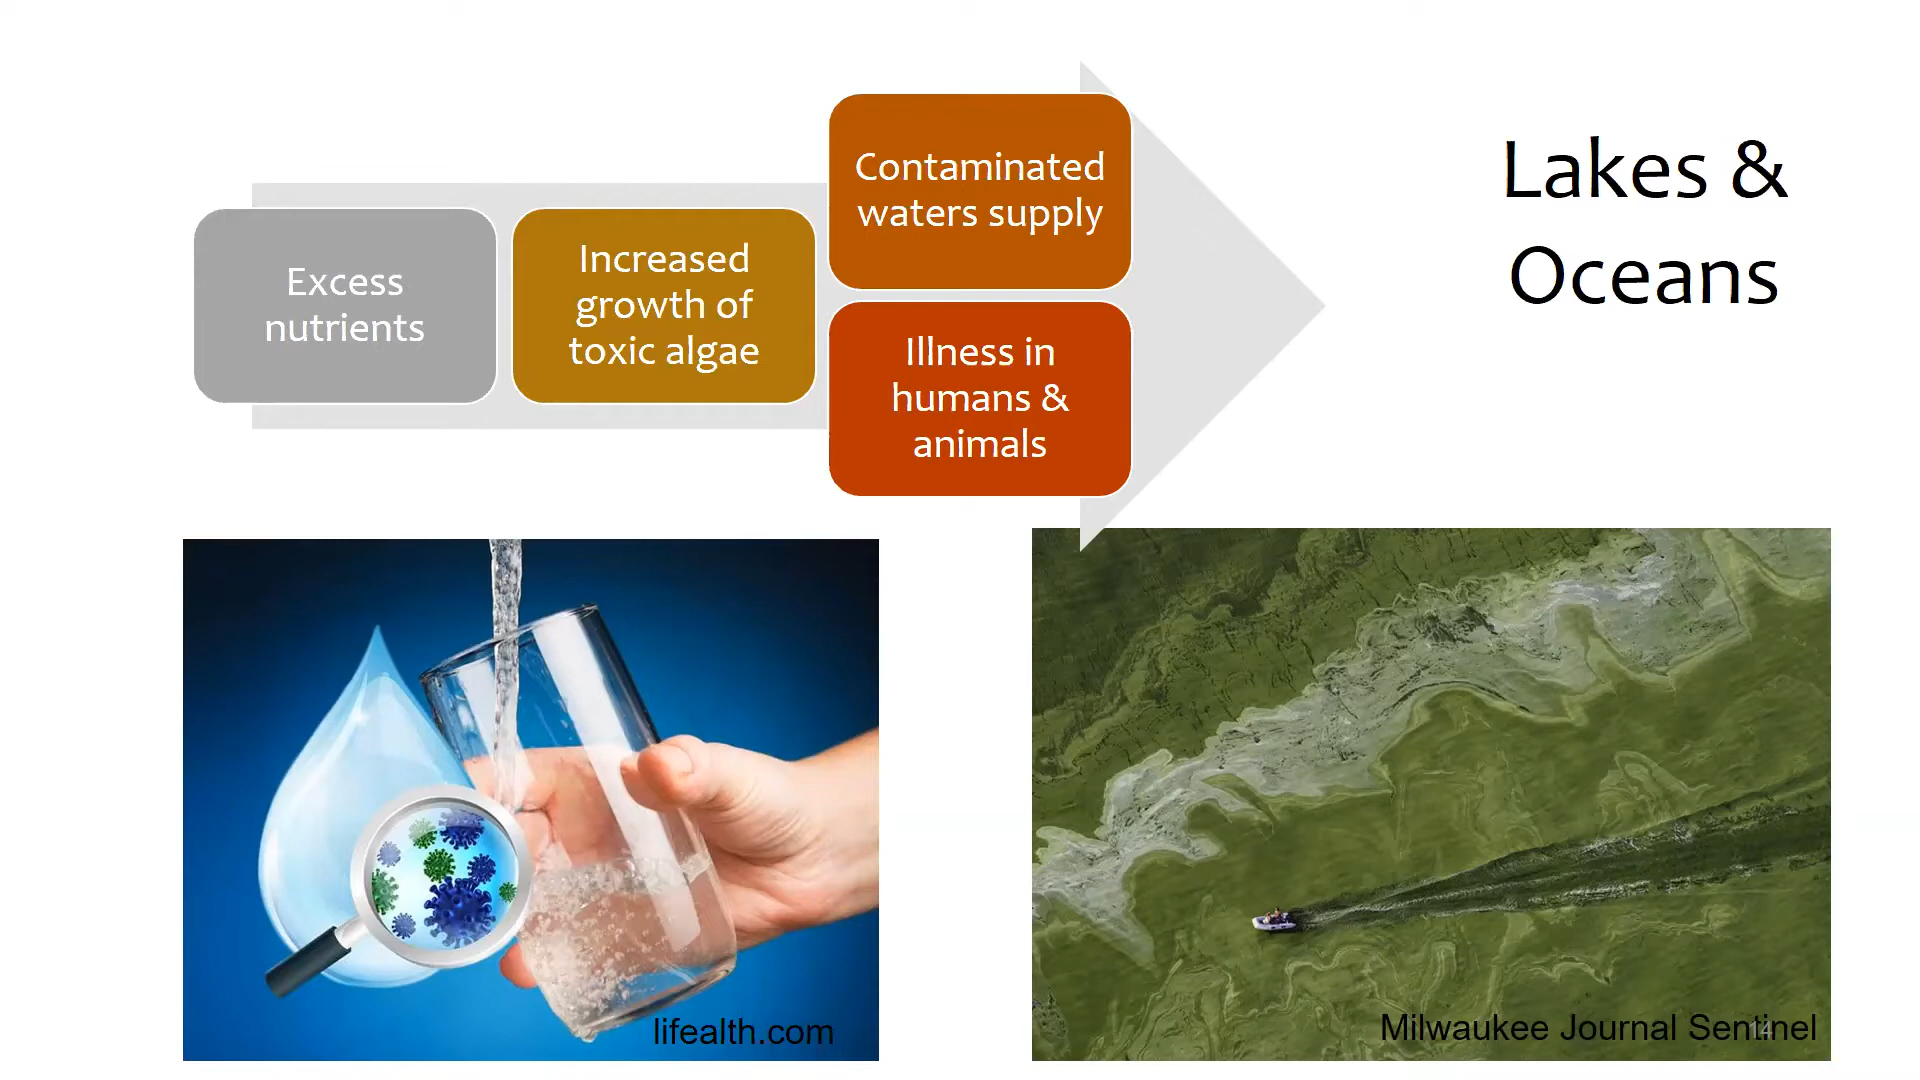 Lakes &
Oceans
Excess
nutrients
Increased
growth of
toxic algae
Contaminated
waters supply
Illness in
humans &
animals
lifealth.com
Milwaukee Journal Sentinel